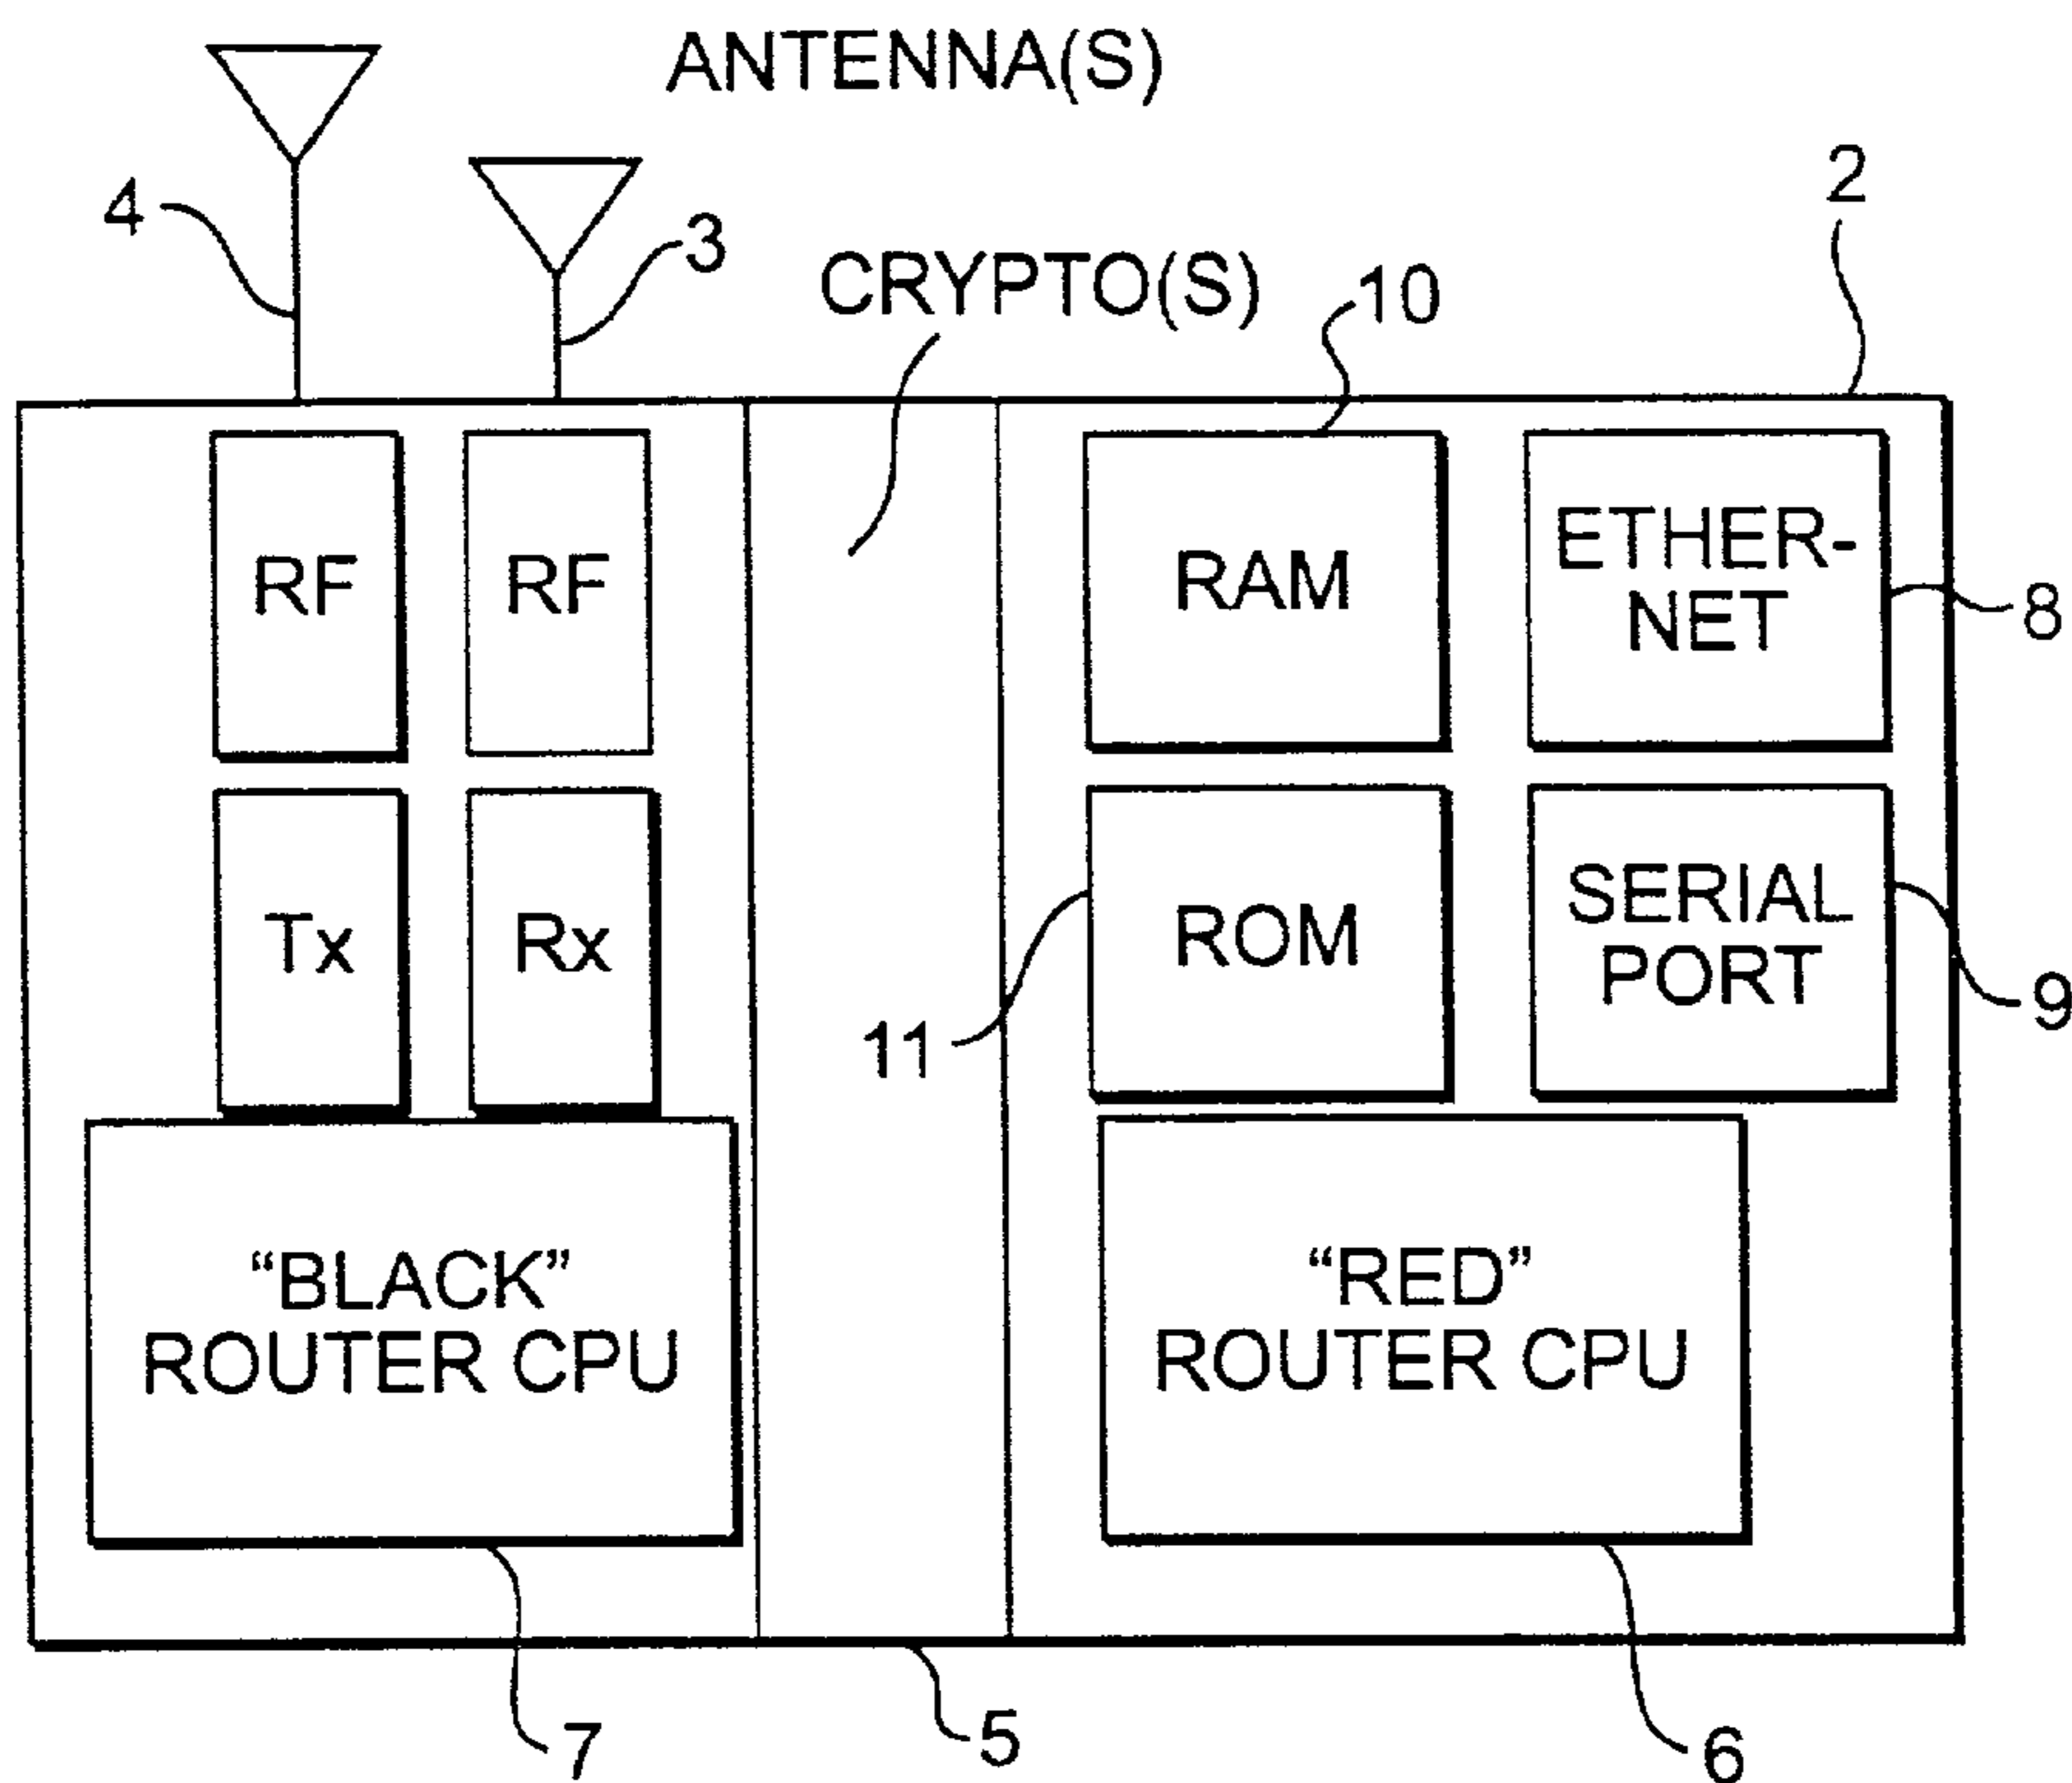 ANTENNA(S)
2
4
3
CRYPTO(S)
10
RF
RF
RAM
ETHER-
NET
8
Tx
Rx
ROM
SERIAL
PORT
9
11
"BLACK"
ROUTER CPU
"RED"
ROUTER CPU
7
5
6